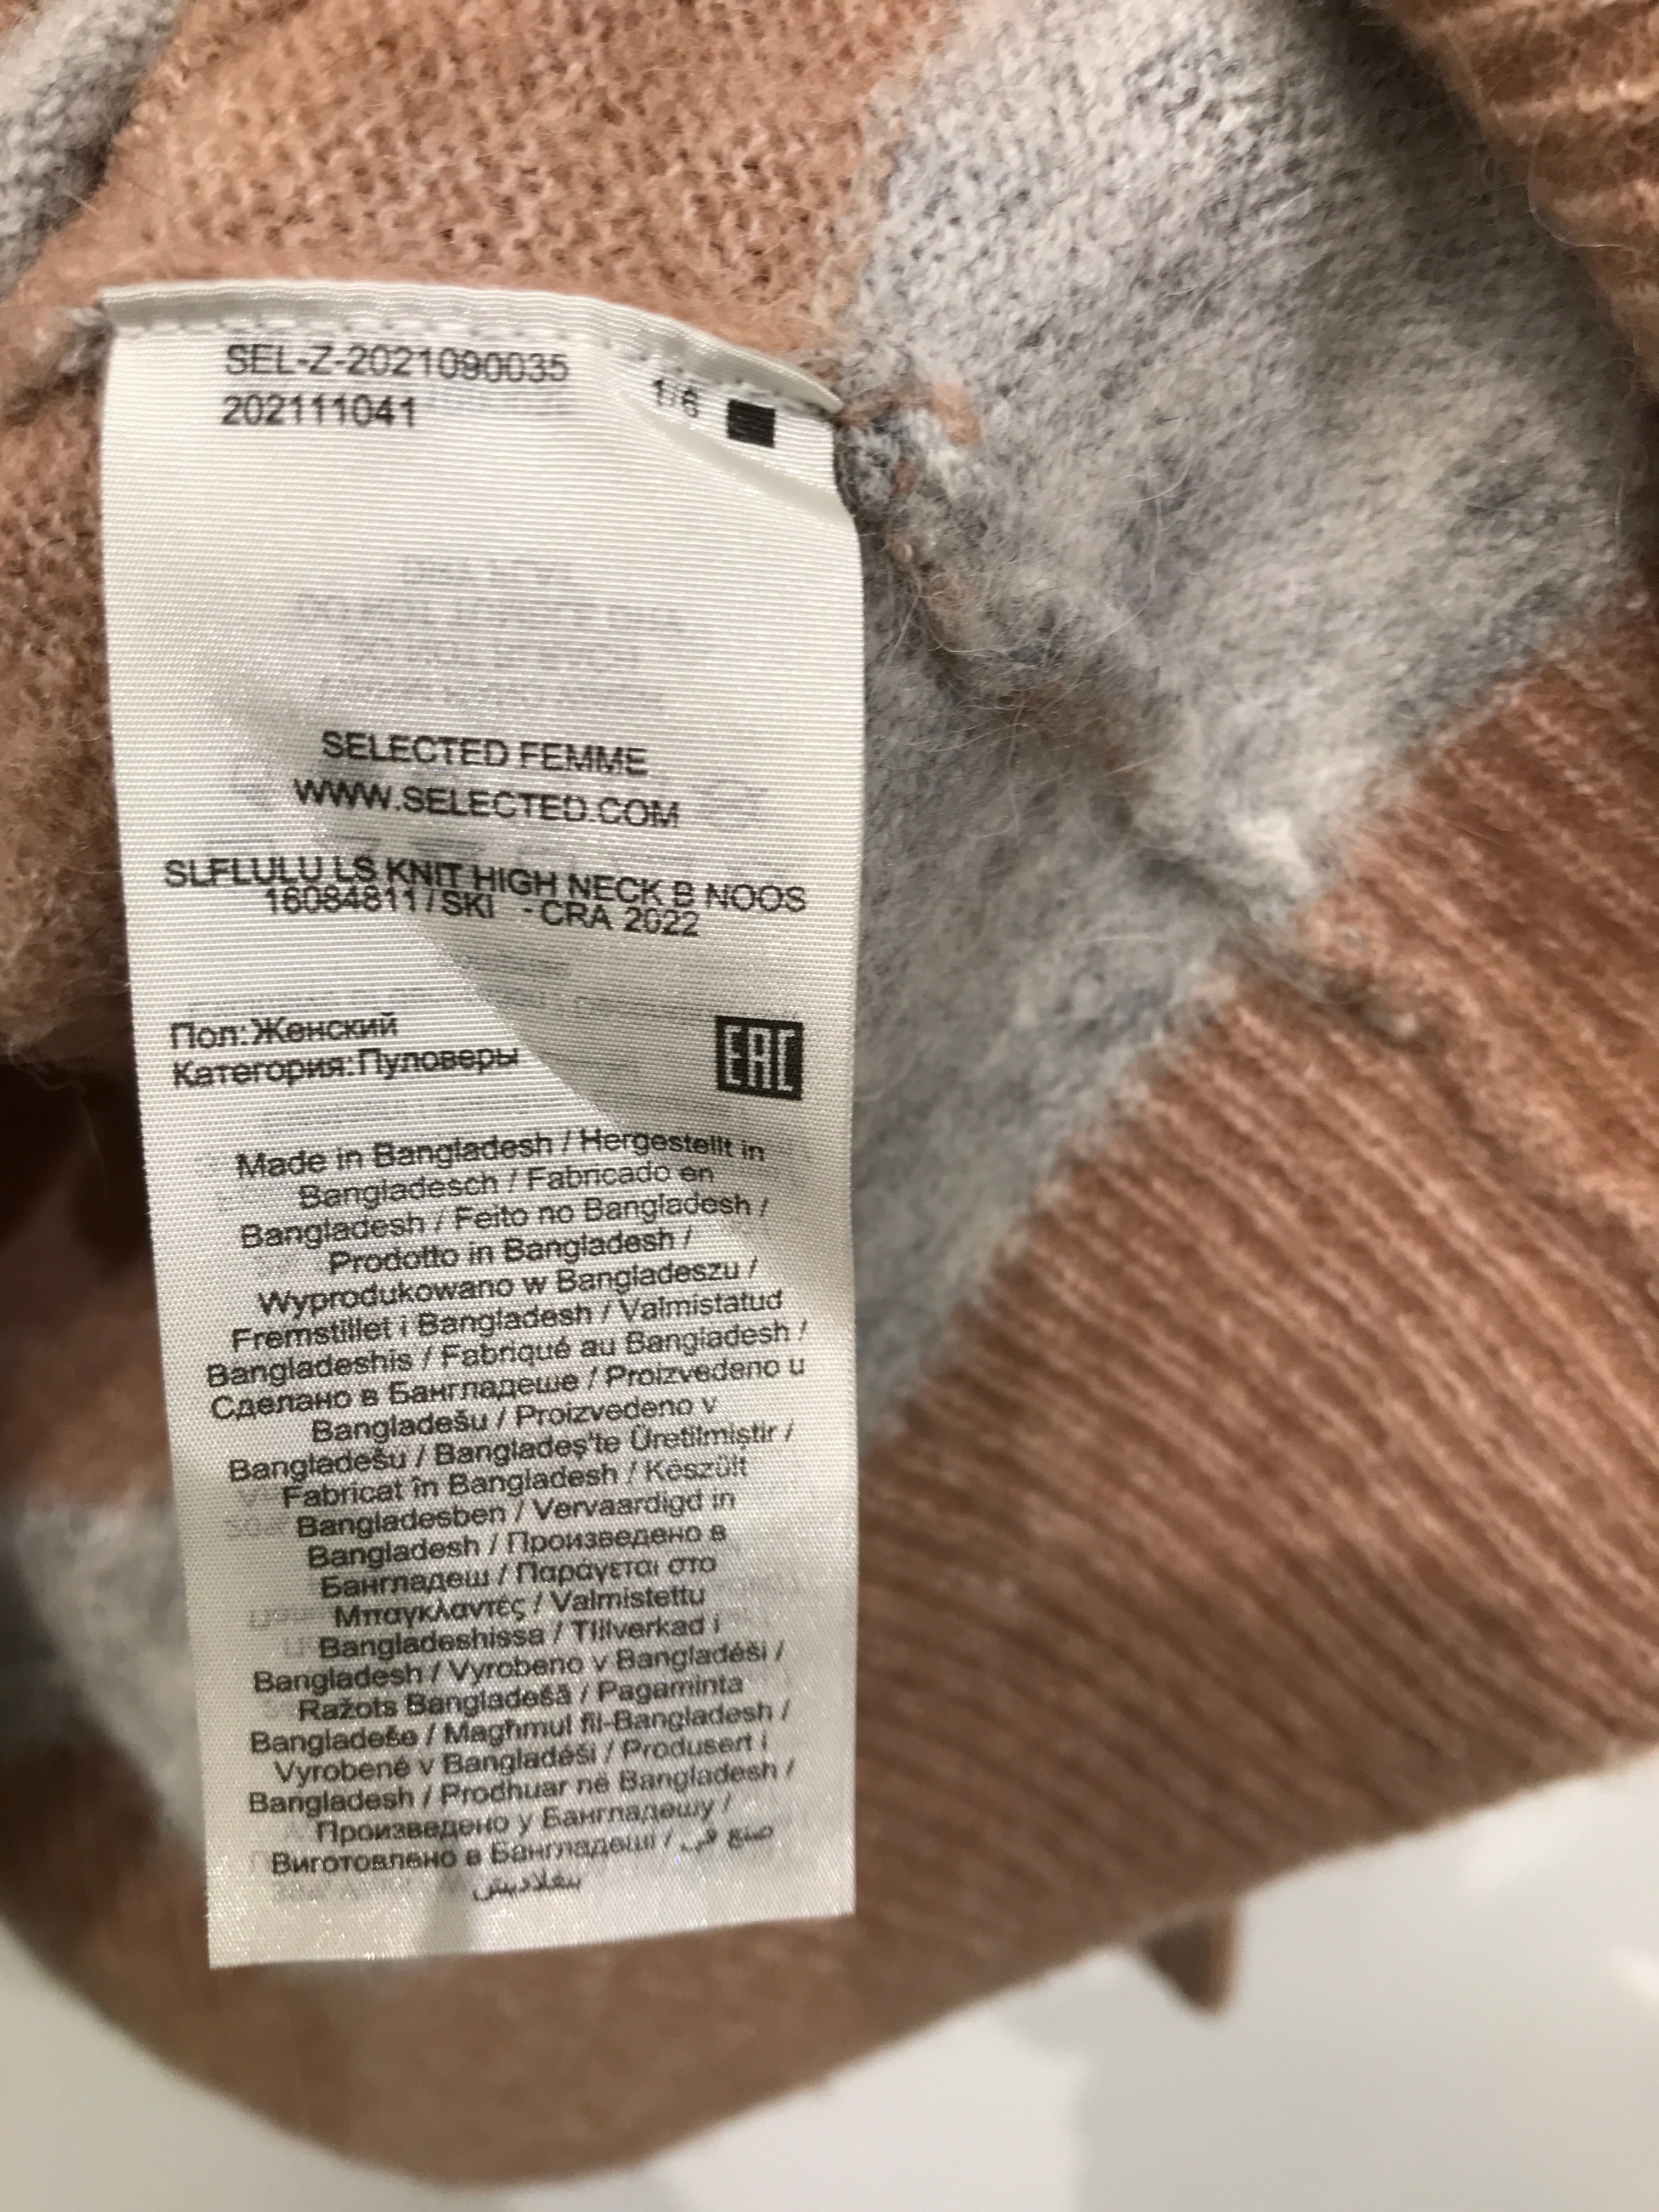 SEL-Z-2021090035
202111041
1/6
SELECTED FEMME
WWW.SELECTED.COM
SLFLULU LS KNIT HIGH NECK B NOOS
16084811 / SKI - CRA 2022
Пол:Женский
Категория:Пуловеры
EAC
Made in Bangladesh / Hergestellt in
Bangladesch / Fabricado en
Bangladesh / Feito no Bangladesh /
Prodotto in Bangladesh /
Wyprodukowano w Bangladeszu /
Fremstillet i Bangladesh / Valmistatud
Bangladeshis / Fabriqué au Bangladesh /
Сделано в Бангладеше / Proizvedeno u
Bangladešu / Proizvedeno v
Bangladešu / Bangladeş'te Üretilmiştir /
Fabricat în Bangladesh / Készült
Bangladesben / Vervaardigd in
Bangladesh / Произведено в
Бангладеш / Παράγεται στο
Μπαγκλαντές / Valmistettu
Bangladeshissa / Tillverkad i
Bangladesh / Vyrobeno v Bangladéši /
Ražots Bangladešā / Pagaminta
Bangladeše / Magħmul fil-Bangladesh /
Vyrobené v Bangladéši / Produsert i
Bangladesh / Prodhuar në Bangladesh /
Произведено у Бангладешу /
Виготовлено в Бангладеші / صنع في
بنغلاديش